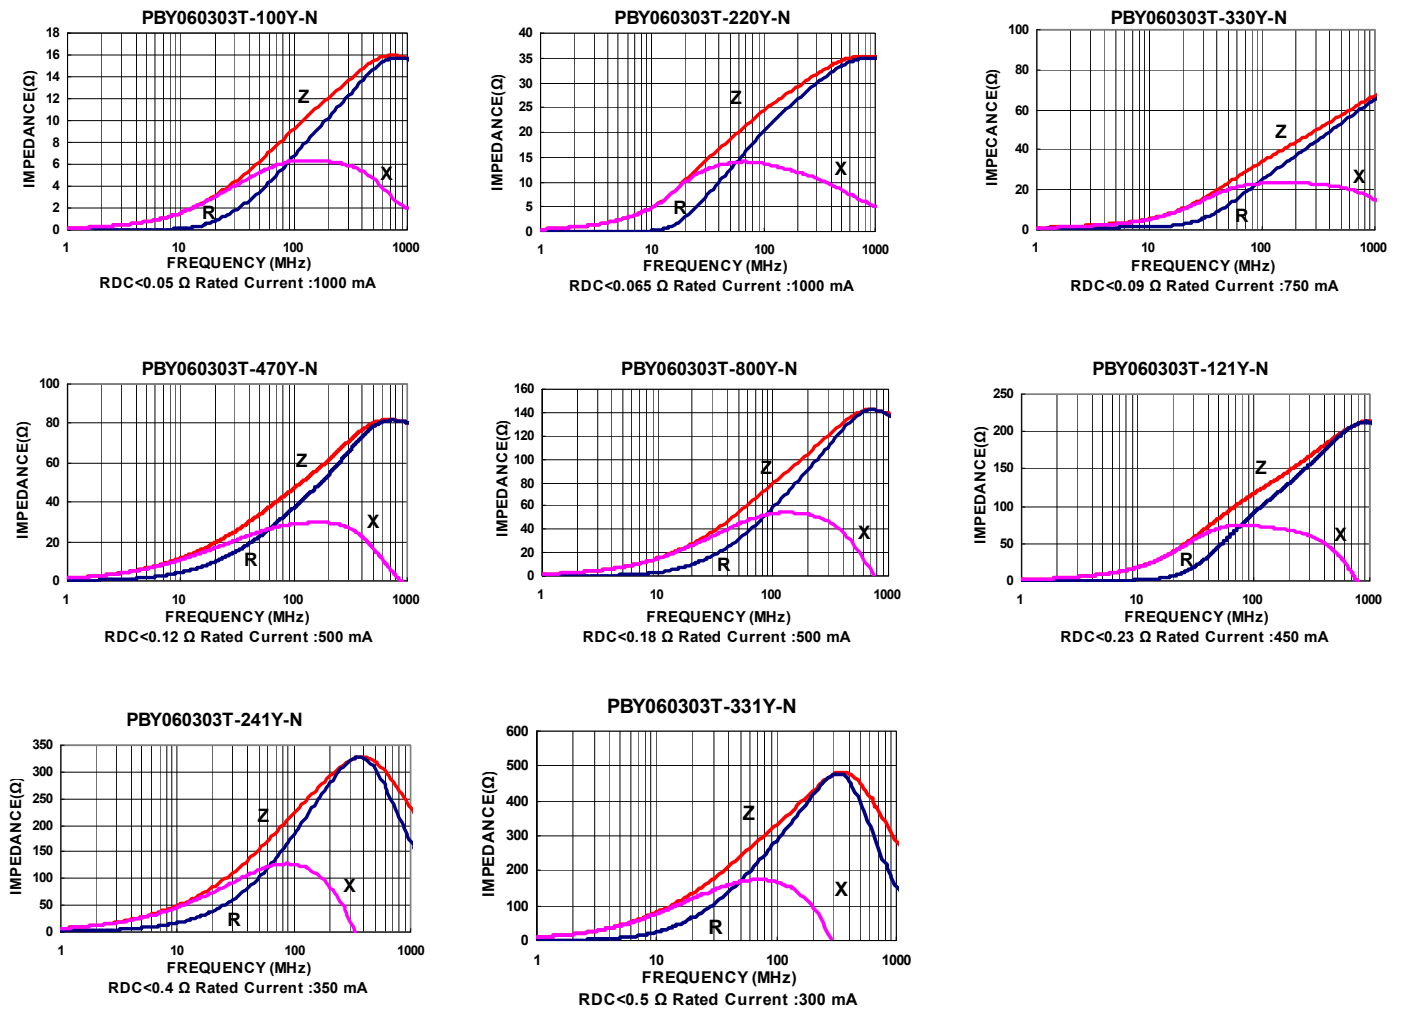 PBY060303T-100Y-N
IMPEDANCE(Ω)
18
16
14
12
10
8
6
4
2
0
Z
X
R
1 10 100 1000
FREQUENCY (MHz)
RDC<0.05 Ω Rated Current :1000 mA
PBY060303T-220Y-N
IMPEDANCE(Ω)
40
35
30
25
20
15
10
5
0
Z
X
R
1 10 100 1000
FREQUENCY (MHz)
RDC<0.065 Ω Rated Current :1000 mA
PBY060303T-330Y-N
IMPECANCE(Ω)
100
80
60
40
20
0
Z
X
R
1 10 100 1000
FREQUENCY (MHz)
RDC<0.09 Ω Rated Current :750 mA
PBY060303T-470Y-N
IMPEDANCE(Ω)
100
80
60
40
20
0
Z
X
R
1 10 100 1000
FREQUENCY (MHz)
RDC<0.12 Ω Rated Current :500 mA
PBY060303T-800Y-N
IMPEDANCE(Ω)
160
140
120
100
80
60
40
20
0
Z
X
R
1 10 100 1000
FREQUENCY (MHz)
RDC<0.18 Ω Rated Current :500 mA
PBY060303T-121Y-N
IMPEDANCE(Ω)
250
200
150
100
50
0
Z
X
R
1 10 100 1000
FREQUENCY (MHz)
RDC<0.23 Ω Rated Current :450 mA
PBY060303T-241Y-N
IMPEDANCE(Ω)
350
300
250
200
150
100
50
0
Z
X
R
1 10 100 1000
FREQUENCY (MHz)
RDC<0.4 Ω Rated Current :350 mA
PBY060303T-331Y-N
IMPEDANCE(Ω)
600
500
400
300
200
100
0
Z
X
R
1 10 100 1000
FREQUENCY (MHz)
RDC<0.5 Ω Rated Current :300 mA